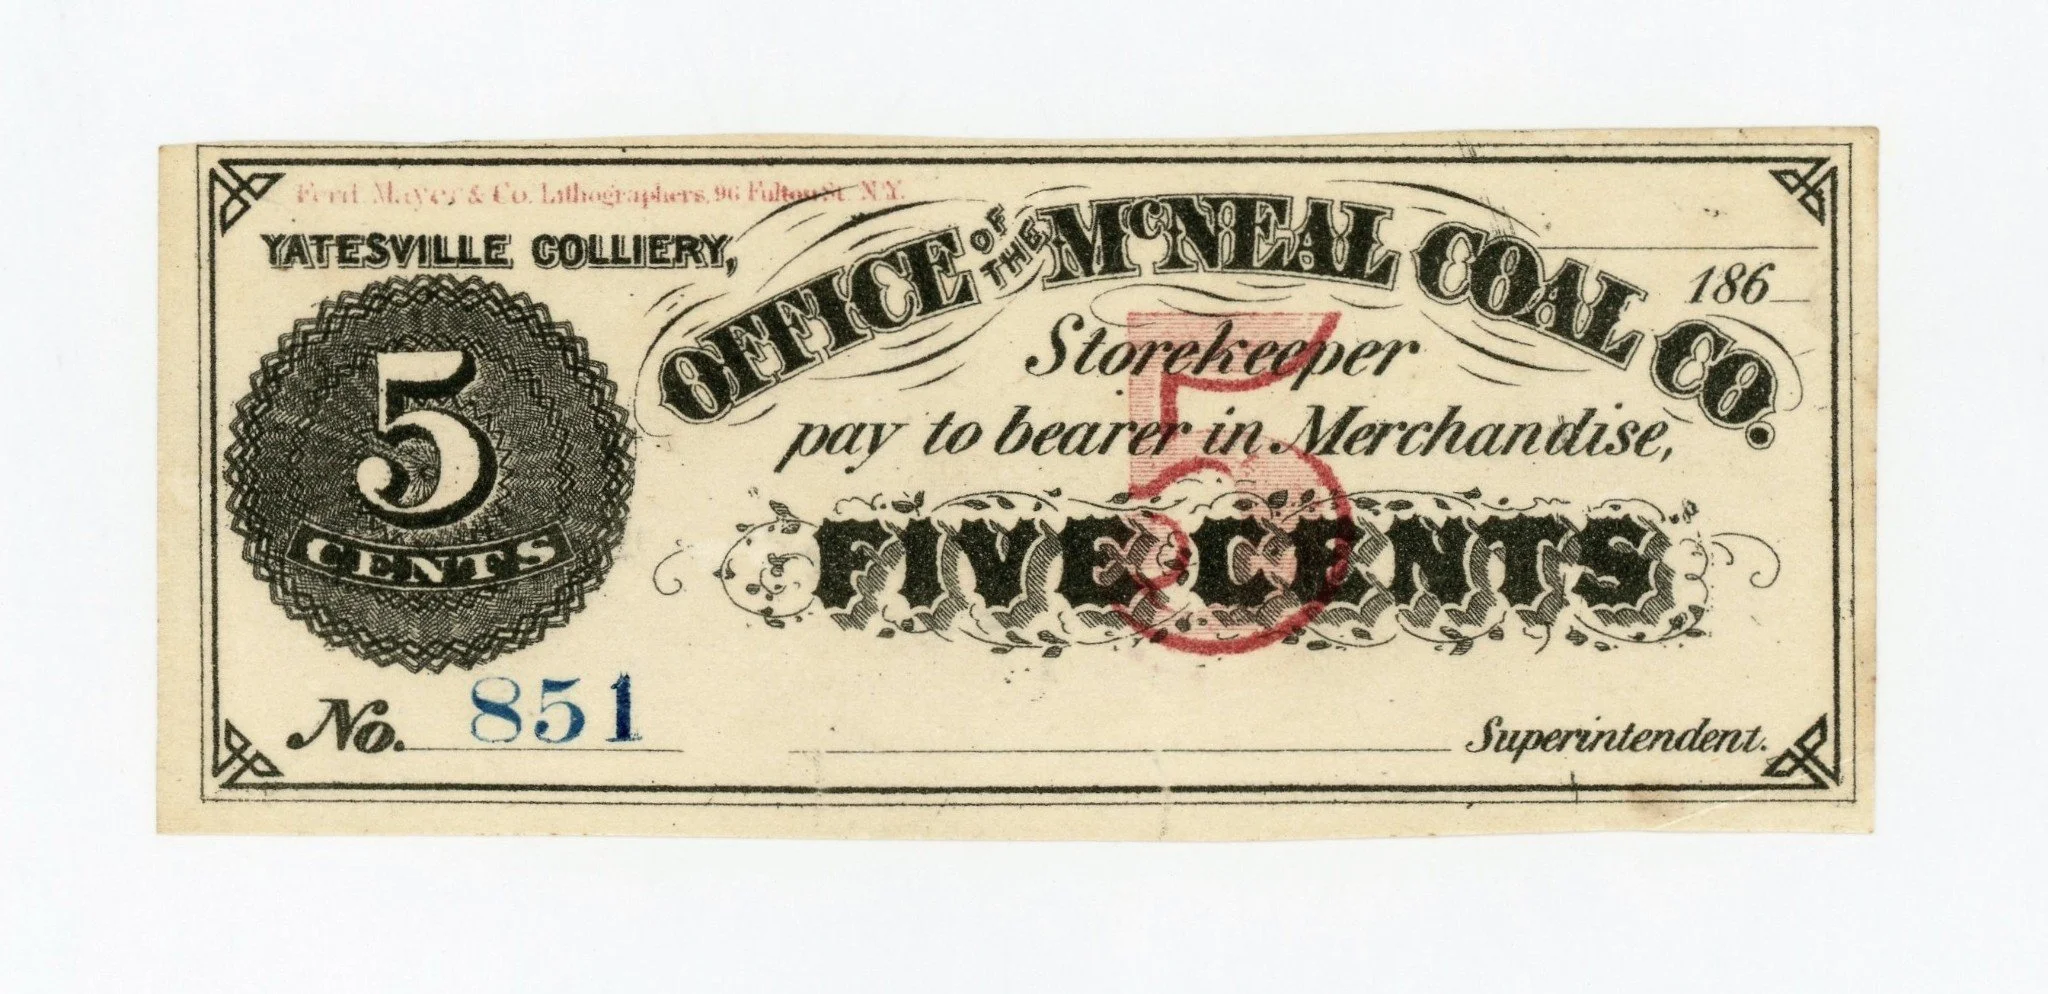 Ferd Mayer & Co. Lithographers, 96 Fulton St. N.Y.
YATESVILLE COLLIERY,
OFFICE OF THE McNEAL COAL CO.
186
5
CENTS
5
Storekeeper
pay to bearer in Merchandise,
FIVE CENTS
No. 851
Superintendent.